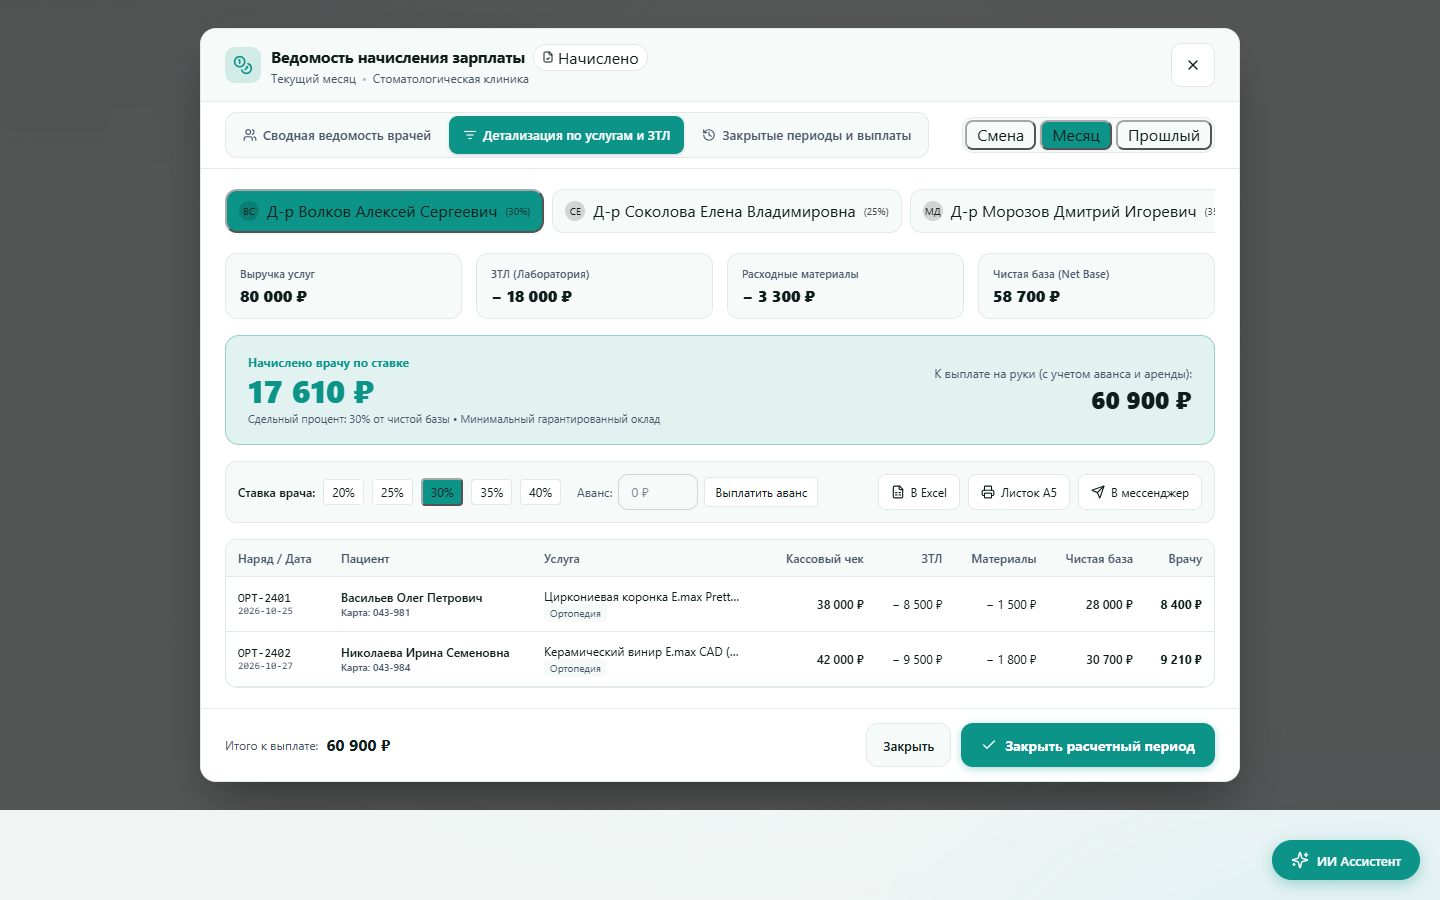 Ведомость начисления зарплаты
Начислено
Текущий месяц • Стоматологическая клиника
Сводная ведомость врачей
Детализация по услугам и ЗТЛ
Закрытые периоды и выплаты
Смена
Месяц
Прошлый
ВС Д-р Волков Алексей Сергеевич (30%)
СЕ Д-р Соколова Елена Владимировна (25%)
МД Д-р Морозов Дмитрий Игоревич
Выручка услуг
80 000 ₽
ЗТЛ (Лаборатория)
− 18 000 ₽
Расходные материалы
− 3 300 ₽
Чистая база (Net Base)
58 700 ₽
Начислено врачу по ставке
17 610 ₽
Сдельный процент: 30% от чистой базы • Минимальный гарантированный оклад
К выплате на руки (с учетом аванса и аренды):
60 900 ₽
Ставка врача: 20% 25% 30% 35% 40% Аванс: 0 ₽ Выплатить аванс
В Excel
Листок А5
В мессенджер
Наряд / Дата Пациент Услуга Кассовый чек ЗТЛ Материалы Чистая база Врачу
ОРТ-2401
2026-10-25
Васильев Олег Петрович
Карта: 043-981
Циркониевая коронка E.max Prett...
Ортопедия
38 000 ₽ − 8 500 ₽ − 1 500 ₽ 28 000 ₽ 8 400 ₽
ОРТ-2402
2026-10-27
Николаева Ирина Семеновна
Карта: 043-984
Керамический винир E.max CAD (...
Ортопедия
42 000 ₽ − 9 500 ₽ − 1 800 ₽ 30 700 ₽ 9 210 ₽
Итого к выплате: 60 900 ₽
Закрыть
Закрыть расчетный период
ИИ Ассистент